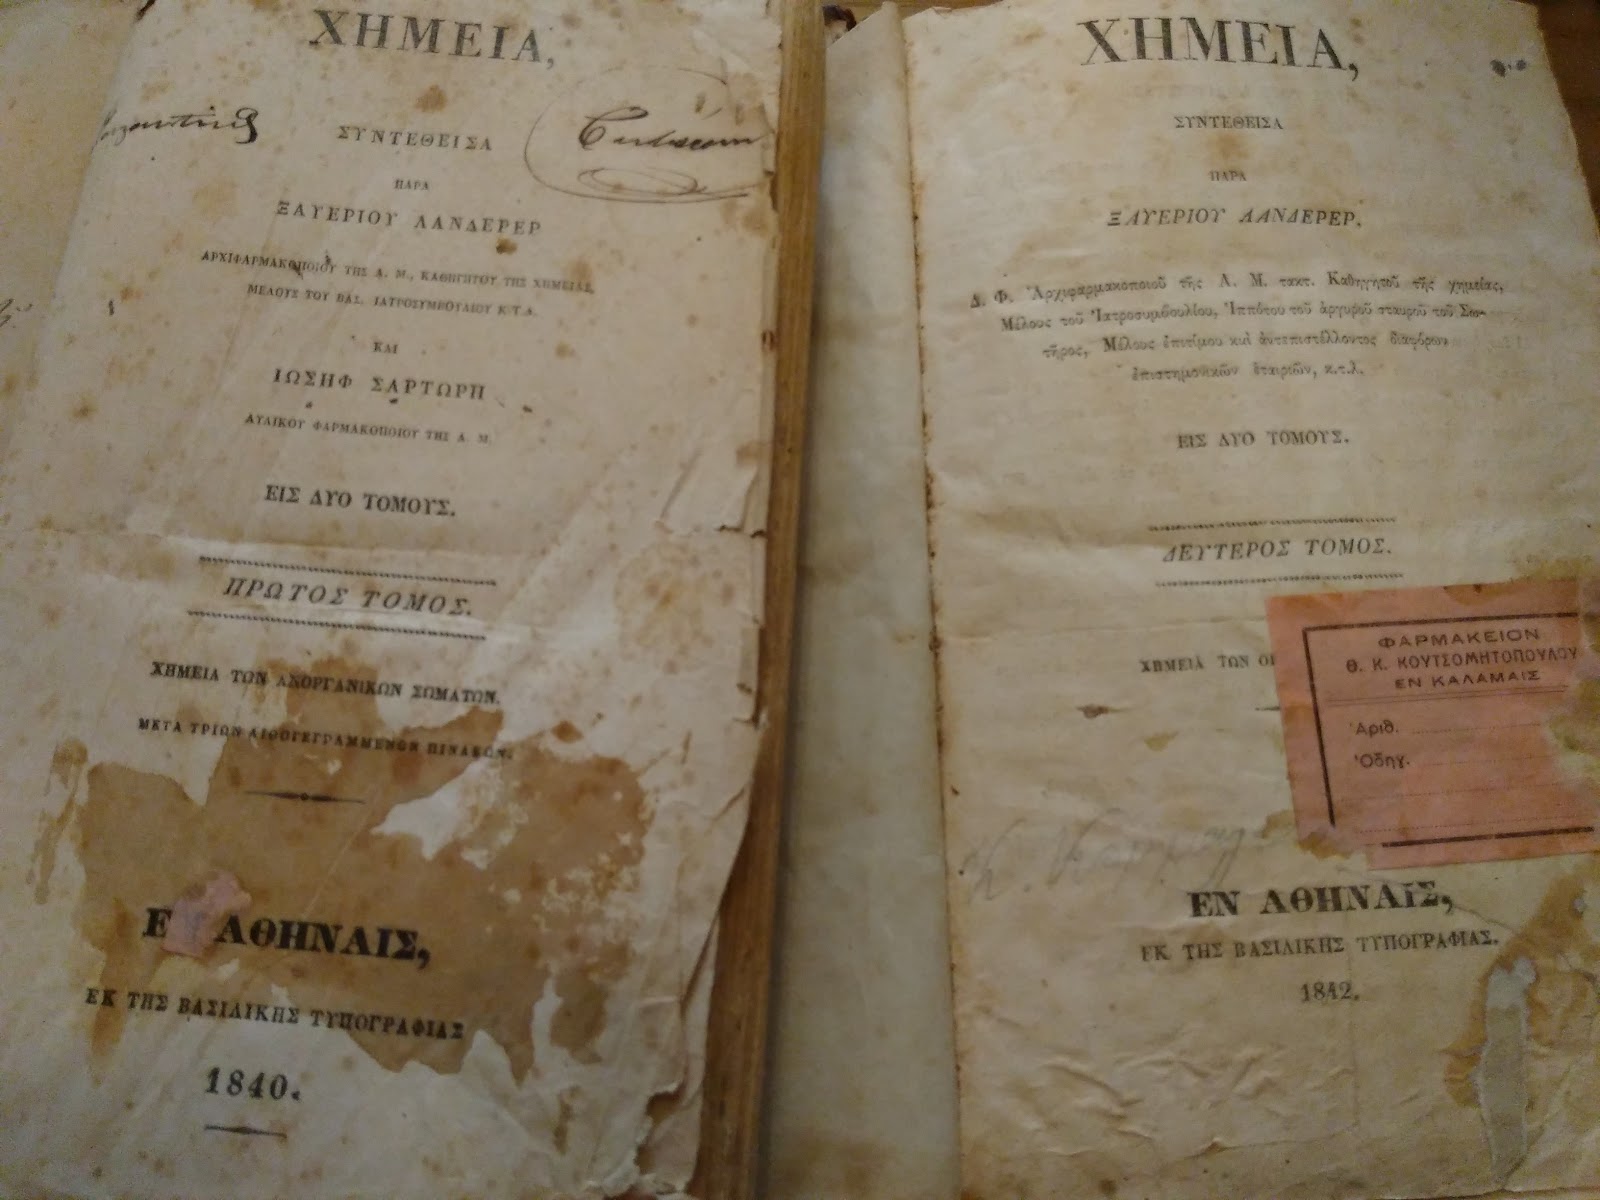 ΧΗΜΕΙΑ,
ΣΥΝΤΕΘΕΙΣΑ
ΠΑΡΑ
ΞΑΥΕΡΙΟΥ ΛΑΝΔΕΡΕΡ
ΑΡΧΙΦΑΡΜΑΚΟΠΟΙΟΥ ΤΗΣ Α. Μ., ΚΑΘΗΓΗΤΟΥ ΤΗΣ ΧΗΜΕΙΑΣ,
ΜΕΛΟΥΣ ΤΟΥ ΒΑΣ. ΙΑΤΡΟΣΥΜΒΟΥΛΙΟΥ Κ.Τ.Λ.
ΚΑΙ
ΙΩΣΗΦ ΣΑΡΤΩΡΗ
ΑΥΛΙΚΟΥ ΦΑΡΜΑΚΟΠΟΙΟΥ ΤΗΣ Α. Μ.
ΕΙΣ ΔΥΟ ΤΟΜΟΥΣ.
ΠΡΩΤΟΣ ΤΟΜΟΣ.
ΧΗΜΕΙΑ ΤΩΝ ΑΝΟΡΓΑΝΙΚΩΝ ΣΩΜΑΤΩΝ.
ΜΕΤΑ ΤΡΙΩΝ ΛΙΘΟΓΕΓΡΑΜΜΕΝΩΝ ΠΙΝΑΚΩΝ.
ΕΝ ΑΘΗΝΑΙΣ,
ΕΚ ΤΗΣ ΒΑΣΙΛΙΚΗΣ ΤΥΠΟΓΡΑΦΙΑΣ
1840.
ΧΗΜΕΙΑ,
ΣΥΝΤΕΘΕΙΣΑ
ΠΑΡΑ
ΞΑΥΕΡΙΟΥ ΛΑΝΔΕΡΕΡ,
Δ. Φ. Ἀρχιφαρμακοποιοῦ τῆς Α. Μ. τακτ. Καθηγητοῦ τῆς χημείας,
Μέλους τοῦ Ἰατροσυμβουλίου, Ἱππότου τοῦ ἀργυροῦ σταυροῦ τοῦ Σω-
τῆρος, Μέλους ἐπιτίμου καὶ ἀντεπιστέλλοντος διαφόρων
ἐπιστημονικῶν ἑταιριῶν, κ.τ.λ.
ΕΙΣ ΔΥΟ ΤΟΜΟΥΣ.
ΔΕΥΤΕΡΟΣ ΤΟΜΟΣ.
ΧΗΜΕΙΑ ΤΩΝ ΟΡ
ΦΑΡΜΑΚΕΙΟΝ
Θ. Κ. ΚΟΥΤΣΟΜΗΤΟΠΟΥΛΟΥ
ΕΝ ΚΑΛΑΜΑΙΣ
Ἀριθ.
Ὁδηγ.
ΕΝ ΑΘΗΝΑΙΣ,
ΕΚ ΤΗΣ ΒΑΣΙΛΙΚΗΣ ΤΥΠΟΓΡΑΦΙΑΣ.
1842.